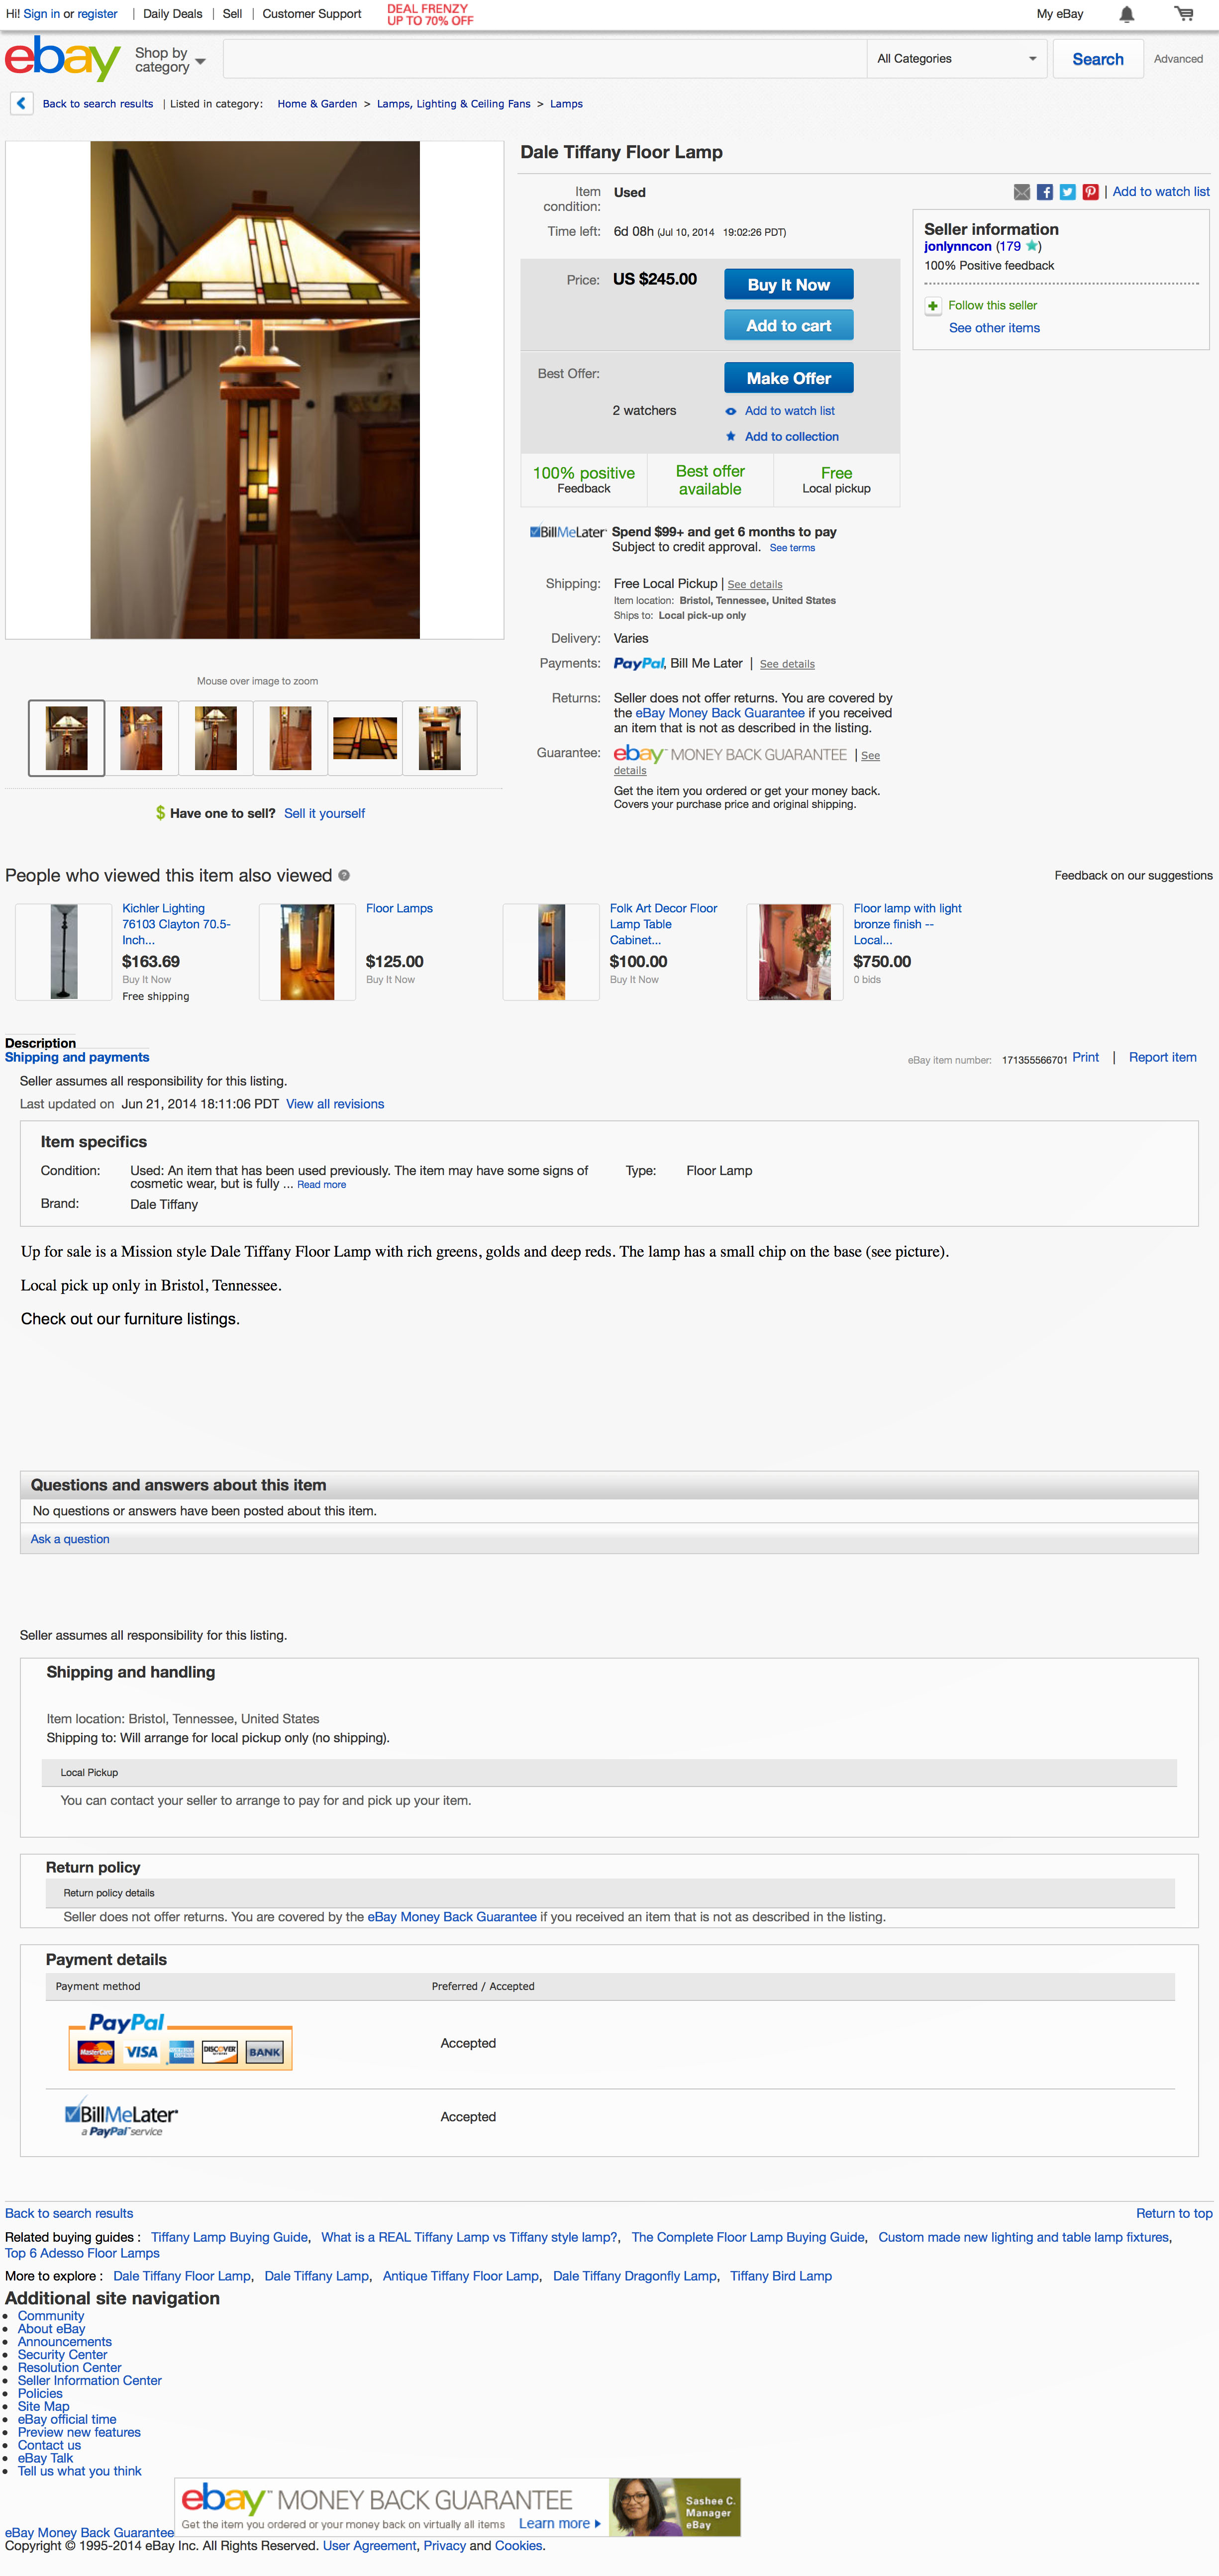 Hi! Sign in or register | Daily Deals | Sell | Customer Support DEAL FRENZY UP TO 70% OFF My eBay
ebay Shop by category All Categories Search Advanced
Back to search results | Listed in category: Home & Garden > Lamps, Lighting & Ceiling Fans > Lamps
Dale Tiffany Floor Lamp
Item condition: Used
| Add to watch list
Time left: 6d 08h (Jul 10, 2014 19:02:26 PDT)
Seller information
jonlynncon (179 )
100% Positive feedback
Follow this seller
See other items
Price: US $245.00 Buy It Now
Add to cart
Best Offer: Make Offer
2 watchers Add to watch list
Add to collection
100% positive Feedback
Best offer available
Free Local pickup
BillMeLater Spend $99+ and get 6 months to pay
Subject to credit approval. See terms
Shipping: Free Local Pickup | See details
Item location: Bristol, Tennessee, United States
Ships to: Local pick-up only
Delivery: Varies
Payments: PayPal, Bill Me Later | See details
Returns: Seller does not offer returns. You are covered by
the eBay Money Back Guarantee if you received
an item that is not as described in the listing.
Guarantee: ebay MONEY BACK GUARANTEE | See
details
Get the item you ordered or get your money back.
Covers your purchase price and original shipping.
Mouse over image to zoom
$ Have one to sell? Sell it yourself
People who viewed this item also viewed ?
Feedback on our suggestions
Kichler Lighting
76103 Clayton 70.5-
Inch...
$163.69
Buy It Now
Free shipping
Floor Lamps
$125.00
Buy It Now
Folk Art Decor Floor
Lamp Table
Cabinet...
$100.00
Buy It Now
Floor lamp with light
bronze finish --
Local...
$750.00
0 bids
Description
Shipping and payments
eBay item number: 171355566701 Print | Report item
Seller assumes all responsibility for this listing.
Last updated on Jun 21, 2014 18:11:06 PDT View all revisions
Item specifics
Condition: Used: An item that has been used previously. The item may have some signs of
cosmetic wear, but is fully ... Read more
Type: Floor Lamp
Brand: Dale Tiffany
Up for sale is a Mission style Dale Tiffany Floor Lamp with rich greens, golds and deep reds. The lamp has a small chip on the base (see picture).
Local pick up only in Bristol, Tennessee.
Check out our furniture listings.
Questions and answers about this item
No questions or answers have been posted about this item.
Ask a question
Seller assumes all responsibility for this listing.
Shipping and handling
Item location: Bristol, Tennessee, United States
Shipping to: Will arrange for local pickup only (no shipping).
Local Pickup
You can contact your seller to arrange to pay for and pick up your item.
Return policy
Return policy details
Seller does not offer returns. You are covered by the eBay Money Back Guarantee if you received an item that is not as described in the listing.
Payment details
Payment method Preferred / Accepted
PayPal
MasterCard VISA DISCOVER BANK
Accepted
BillMeLater
a PayPal service
Accepted
Back to search results Return to top
Related buying guides : Tiffany Lamp Buying Guide, What is a REAL Tiffany Lamp vs Tiffany style lamp?, The Complete Floor Lamp Buying Guide, Custom made new lighting and table lamp fixtures,
Top 6 Adesso Floor Lamps
More to explore : Dale Tiffany Floor Lamp, Dale Tiffany Lamp, Antique Tiffany Floor Lamp, Dale Tiffany Dragonfly Lamp, Tiffany Bird Lamp
Additional site navigation
Community
About eBay
Announcements
Security Center
Resolution Center
Seller Information Center
Policies
Site Map
eBay official time
Preview new features
Contact us
eBay Talk
Tell us what you think
ebay MONEY BACK GUARANTEE
Get the item you ordered or your money back on virtually all items Learn more
Sashee C.
Manager
eBay
eBay Money Back Guarantee
Copyright © 1995-2014 eBay Inc. All Rights Reserved. User Agreement, Privacy and Cookies.